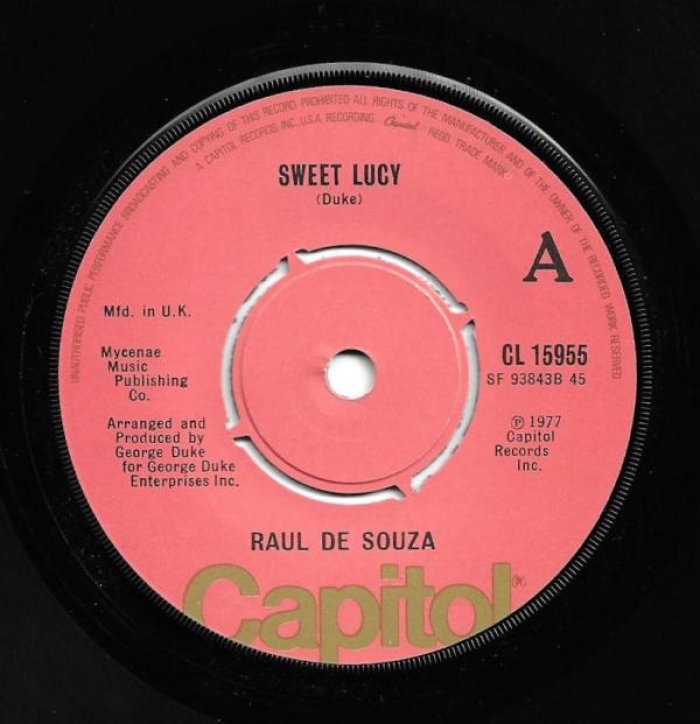 UNAUTHORISED PUBLIC PERFORMANCE BROADCASTING AND COPYING OF THIS RECORD PROHIBITED ALL RIGHTS OF THE MANUFACTURER AND OF THE OWNER OF THE RECORDED WORK RESERVED
A CAPITOL RECORDS, INC., U.S.A. RECORDING Capitol REGD. TRADE MARK
SWEET LUCY
(Duke)
A
Mfd. in U.K.
CL 15955
SF 93843B 45
Mycenae
Music
Publishing
Co.
℗ 1977
Capitol
Records
Inc.
Arranged and
Produced by
George Duke
for George Duke
Enterprises Inc.
RAUL DE SOUZA
Capitol®